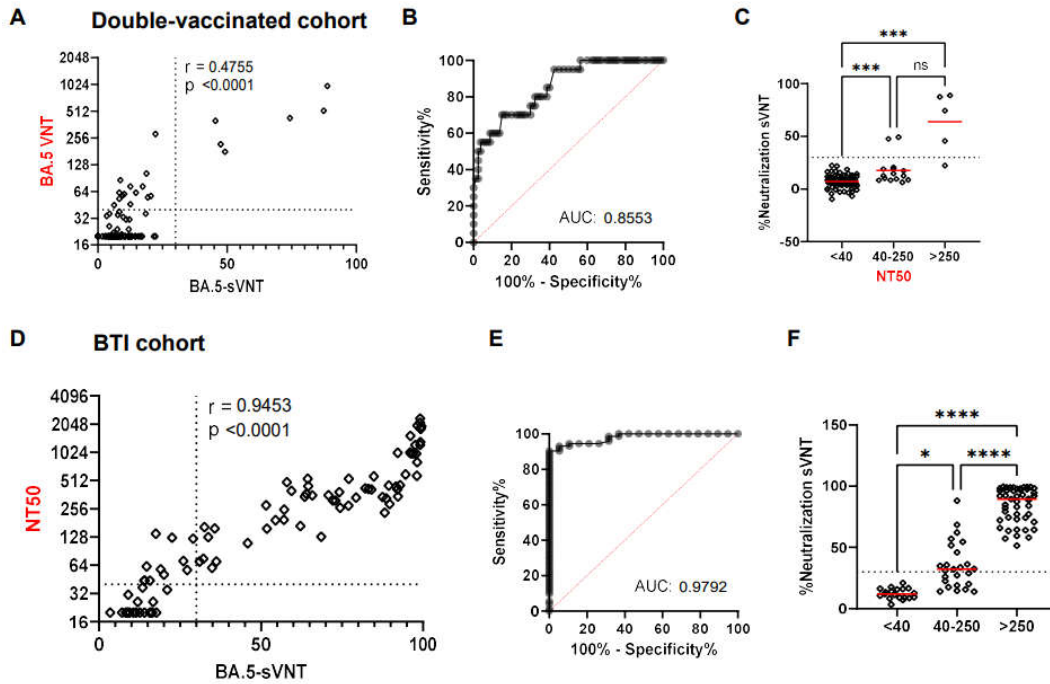 A
Double-vaccinated cohort
2048
1024
512
256
128
64
32
16
BA.5 VNT
r = 0.4755
p <0.0001
0
50
100
BA.5-sVNT
B
100
80
60
40
20
0
Sensitivity%
AUC: 0.8553
0 20 40 60 80 100
100% - Specificity%
C
***
***
ns
100
50
0
-50
%Neutralization sVNT
<40 40-250 >250
NT50
D
BTI cohort
4096
2048
1024
512
256
128
64
32
16
NT50
r = 0.9453
p <0.0001
0
50
100
BA.5-sVNT
E
100
80
60
40
20
0
Sensitivity%
AUC: 0.9792
0 20 40 60 80 100
100% - Specificity%
F
****
*
****
150
100
50
0
%Neutralization sVNT
<40 40-250 >250